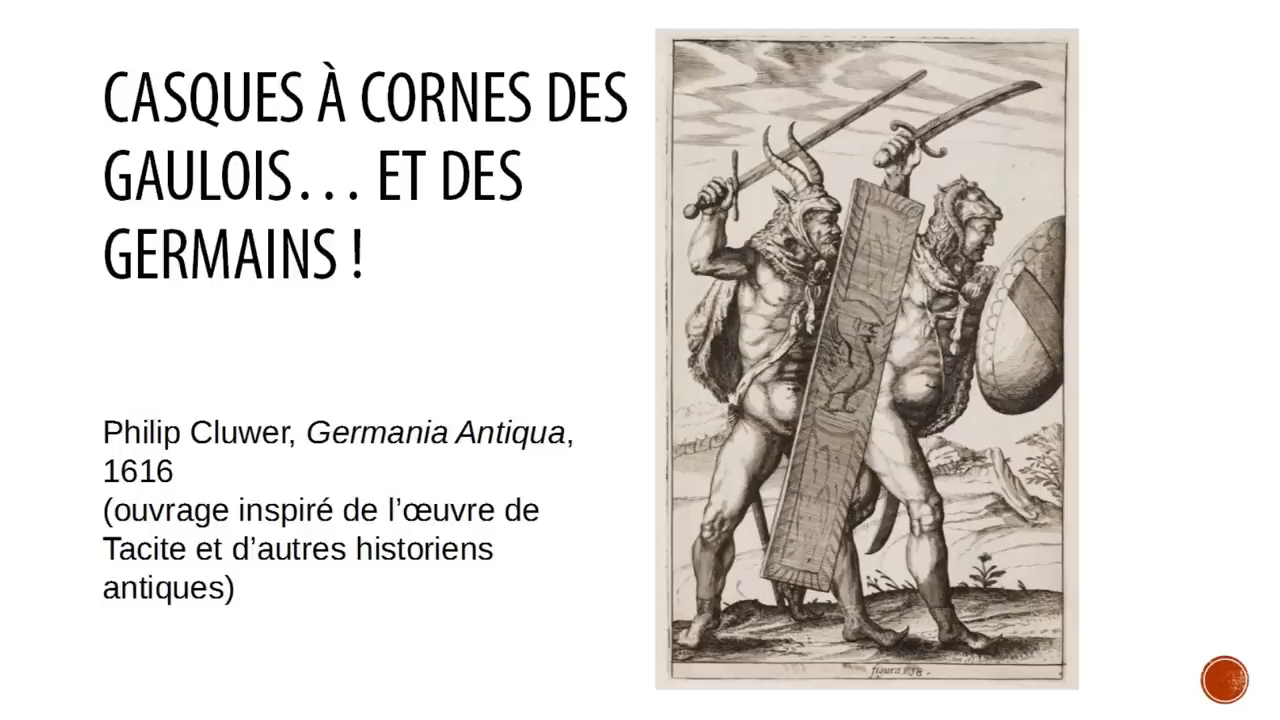 CASQUES À CORNES DES
GAULOIS… ET DES
GERMAINS !
Philip Cluwer, Germania Antiqua,
1616
(ouvrage inspiré de l’œuvre de
Tacite et d’autres historiens
antiques)
figura